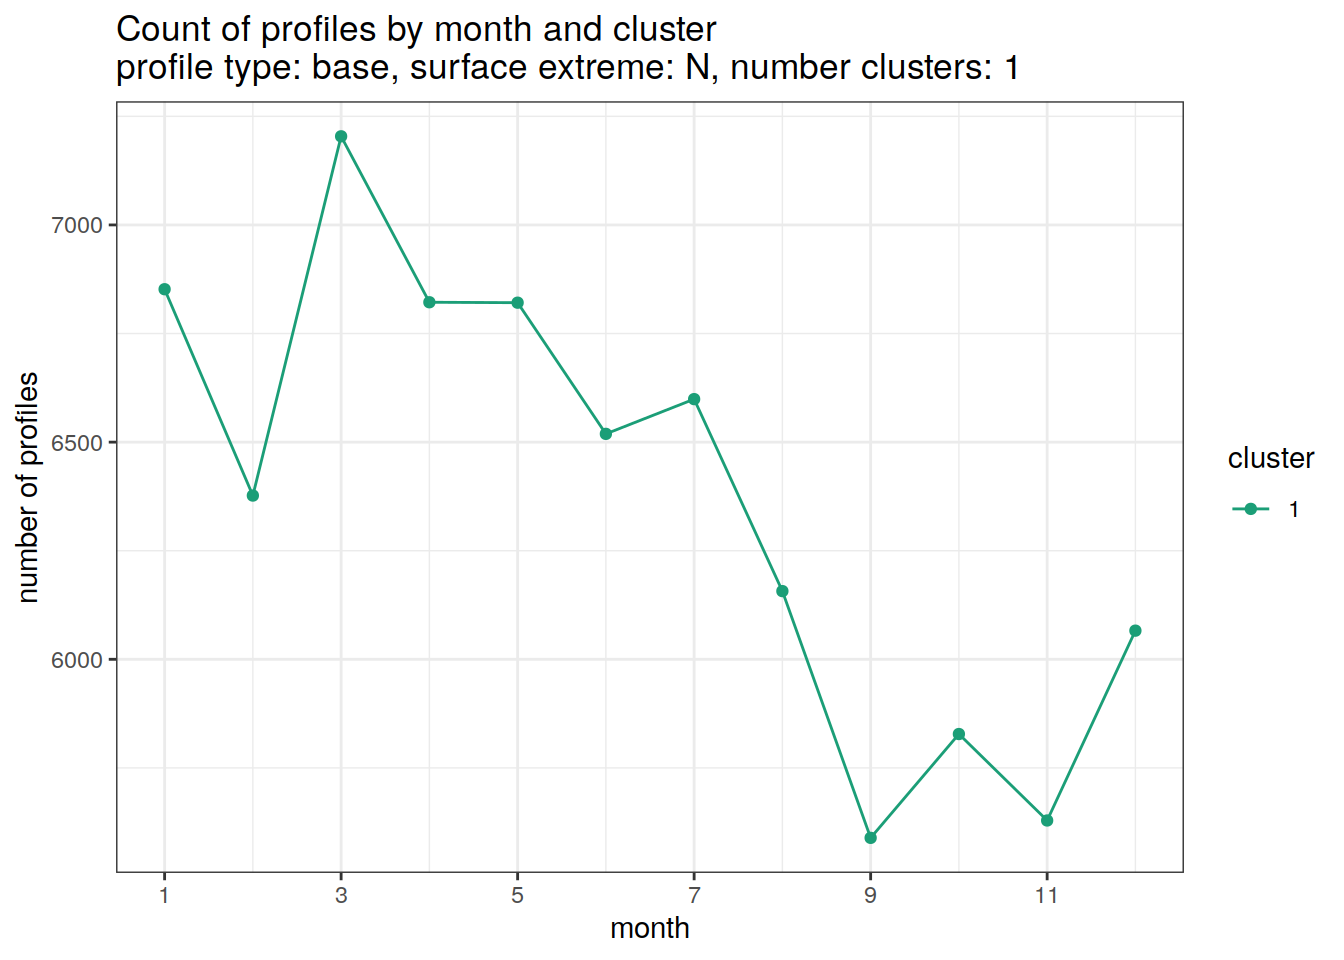 Count of profiles by month and cluster
profile type: base, surface extreme: N, number clusters: 1
7000
6500
6000
number of profiles
1 3 5 7 9 11
month
cluster
1